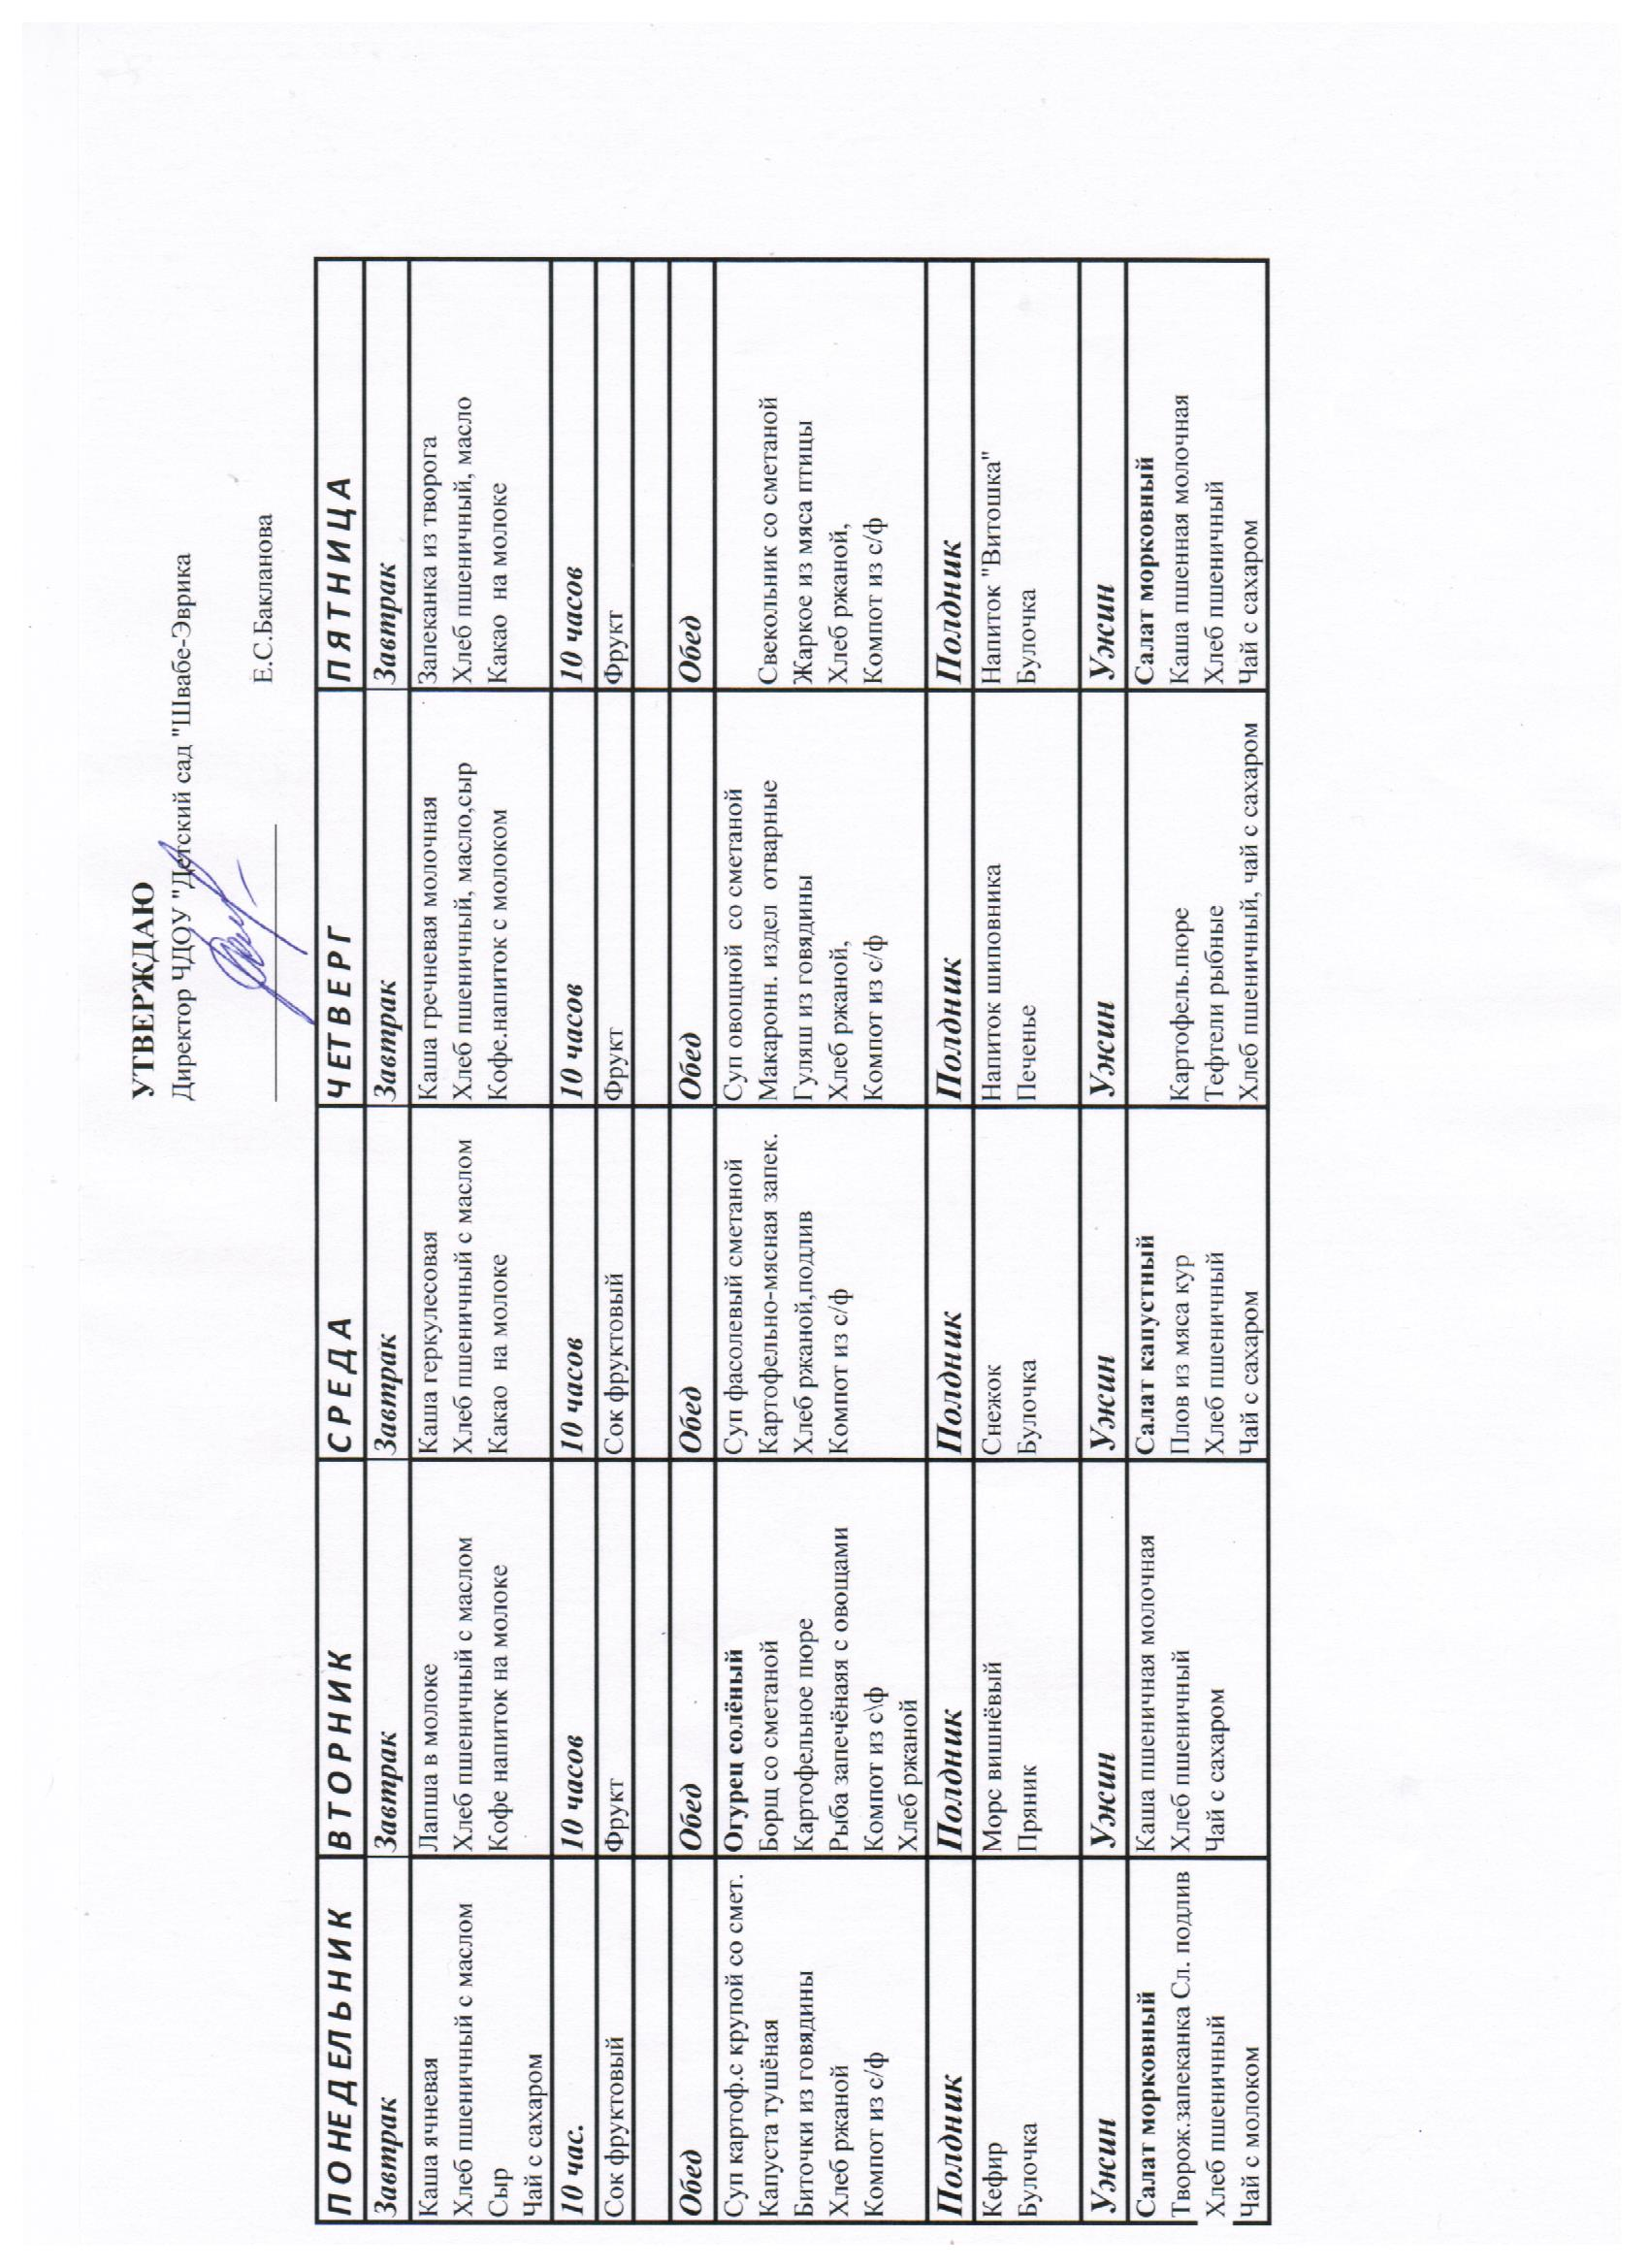 УТВЕРЖДАЮ
Директор ЧДОУ "Детский сад "Швабе-Эврика
Е.С.Бакланова
ПОНЕДЕЛЬНИК ВТОРНИК СРЕДА ЧЕТВЕРГ ПЯТНИЦА
Завтрак Завтрак Завтрак Завтрак Завтрак
Каша ячневая Лапша в молоке Каша геркулесовая Каша гречневая молочная Запеканка из творога
Хлеб пшеничный с маслом Хлеб пшеничный с маслом Хлеб пшеничный с маслом Хлеб пшеничный, масло,сыр Хлеб пшеничный, масло
Сыр Кофе напиток на молоке Какао на молоке Кофе.напиток с молоком Какао на молоке
Чай с сахаром
10 час. 10 часов 10 часов 10 часов 10 часов
Сок фруктовый Фрукт Сок фруктовый Фрукт Фрукт
Обед Обед Обед Обед Обед
Суп картоф.с крупой со смет. Огурец солёный Суп фасолевый сметаной Суп овощной со сметаной
Капуста тушёная Борщ со сметаной Картофельно-мясная запек. Макаронн. издел отварные Свекольник со сметаной
Биточки из говядины Картофельное пюре Хлеб ржаной,подлив Гуляш из говядины Жаркое из мяса птицы
Хлеб ржаной Рыба запечёнаяя с овощами Компот из с/ф Хлеб ржаной, Хлеб ржаной,
Компот из с/ф Компот из с\ф Компот из с/ф Компот из с/ф
Хлеб ржаной
Полдник Полдник Полдник Полдник Полдник
Кефир Морс вишнёвый Снежок Напиток шиповника Напиток "Витошка"
Булочка Пряник Булочка Печенье Булочка
Ужин Ужин Ужин Ужин Ужин
Салат морковный Каша пшеничная молочная Салат капустный Салат морковный
Творож.запеканка Сл. подлив Хлеб пшеничный Плов из мяса кур Картофель.пюре Каша пшенная молочная
Хлеб пшеничный Чай с сахаром Хлеб пшеничный Тефтели рыбные Хлеб пшеничный
Чай с молоком Чай с сахаром Хлеб пшеничный, чай с сахаром Чай с сахаром